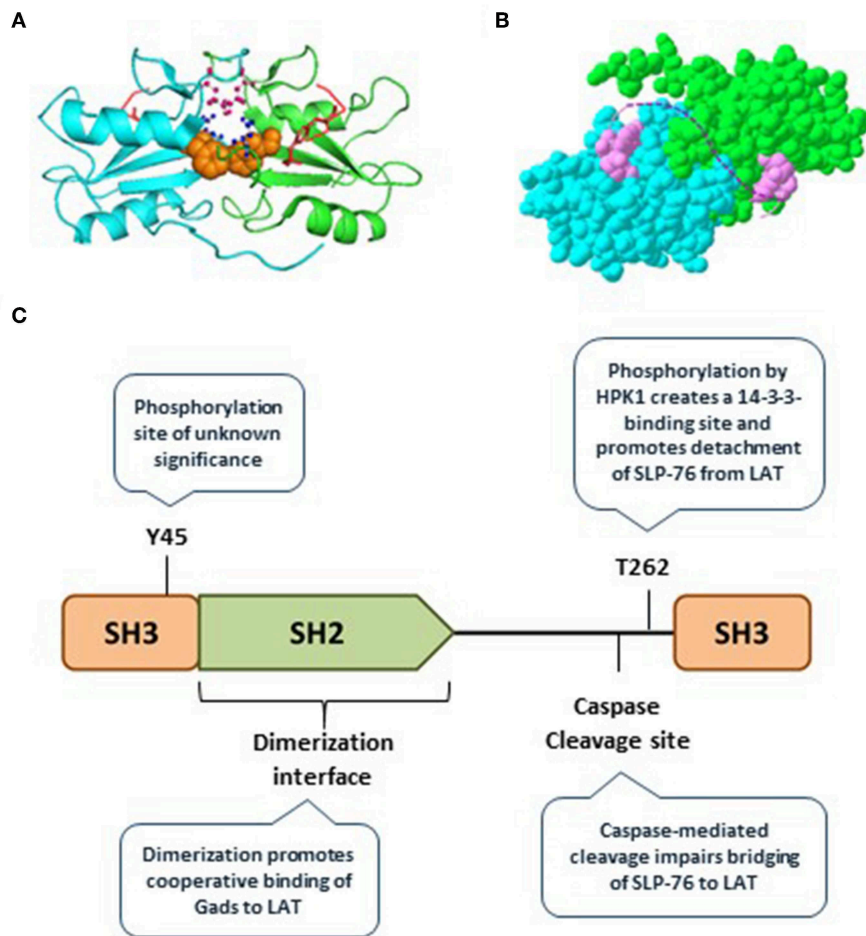 A
B
C
Phosphorylation
site of unknown
significance
Phosphorylation by
HPK1 creates a 14-3-3-
binding site and
promotes detachment
of SLP-76 from LAT
Y45
T262
SH3
SH2
SH3
Dimerization
interface
Caspase
Cleavage site
Dimerization promotes
cooperative binding of
Gads to LAT
Caspase-mediated
cleavage impairs bridging
of SLP-76 to LAT